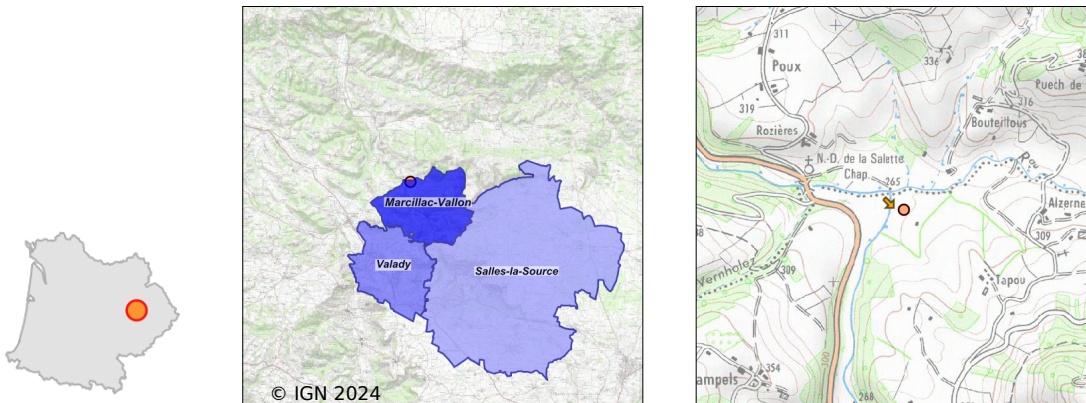 Marcillac-Vallon
Valady
Salles-la-Source
© IGN 2024
311
Poux
336
319
Rozières
N.-D. de la Salette
Chap.
265
Puech de
316
Bouteillous
Alzerne
309
Vernholez
309
Tapou
ampels
354
268